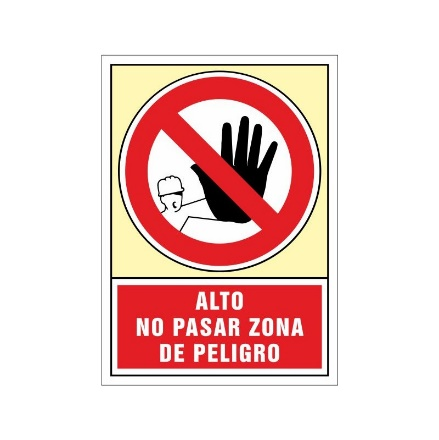 ALTO
NO PASAR ZONA
DE PELIGRO